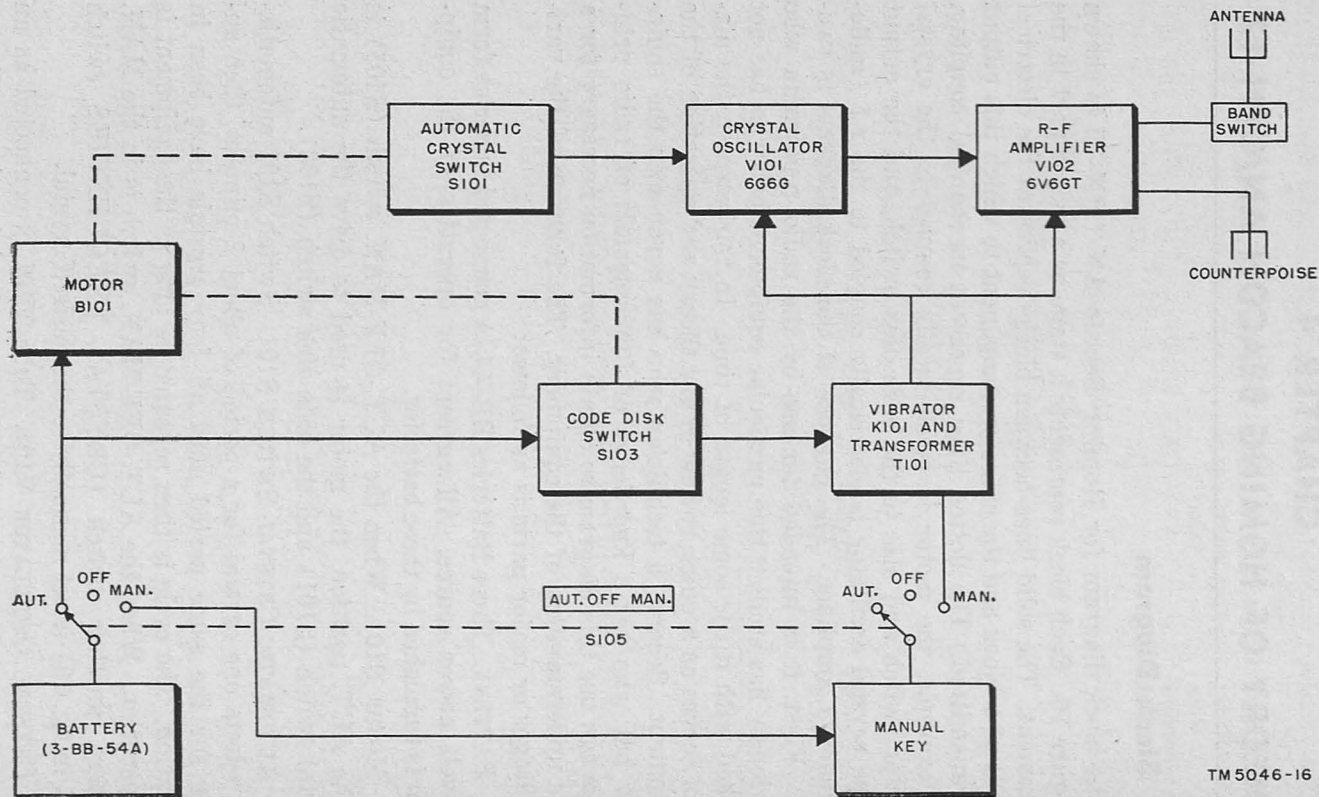 ANTENNA
BAND
SWITCH
AUTOMATIC
CRYSTAL
SWITCH
S101
CRYSTAL
OSCILLATOR
V101
6G6G
R-F
AMPLIFIER
V102
6V6GT
COUNTERPOISE
MOTOR
B101
CODE DISK
SWITCH
S103
VIBRATOR
K101 AND
TRANSFORMER
T101
AUT.
OFF
MAN.
AUT. OFF MAN.
S105
AUT.
OFF
MAN.
BATTERY
(3-BB-54A)
MANUAL
KEY
TM 5046-16